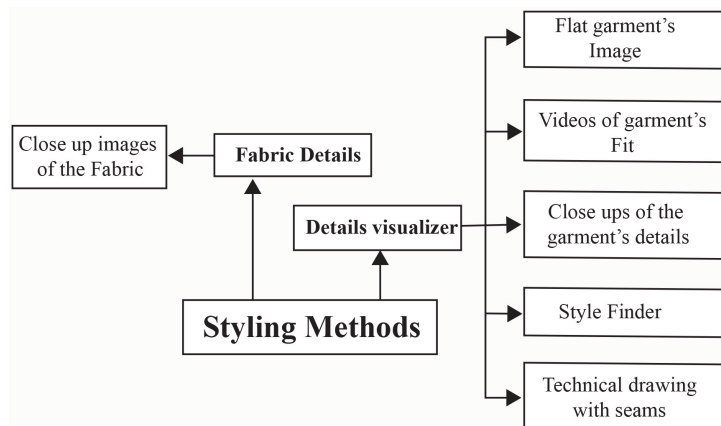 Flat garment's
Image
Close up images
of the Fabric
Fabric Details
Videos of garment's
Fit
Details visualizer
Close ups of the
garment's details
Styling Methods
Style Finder
Technical drawing
with seams